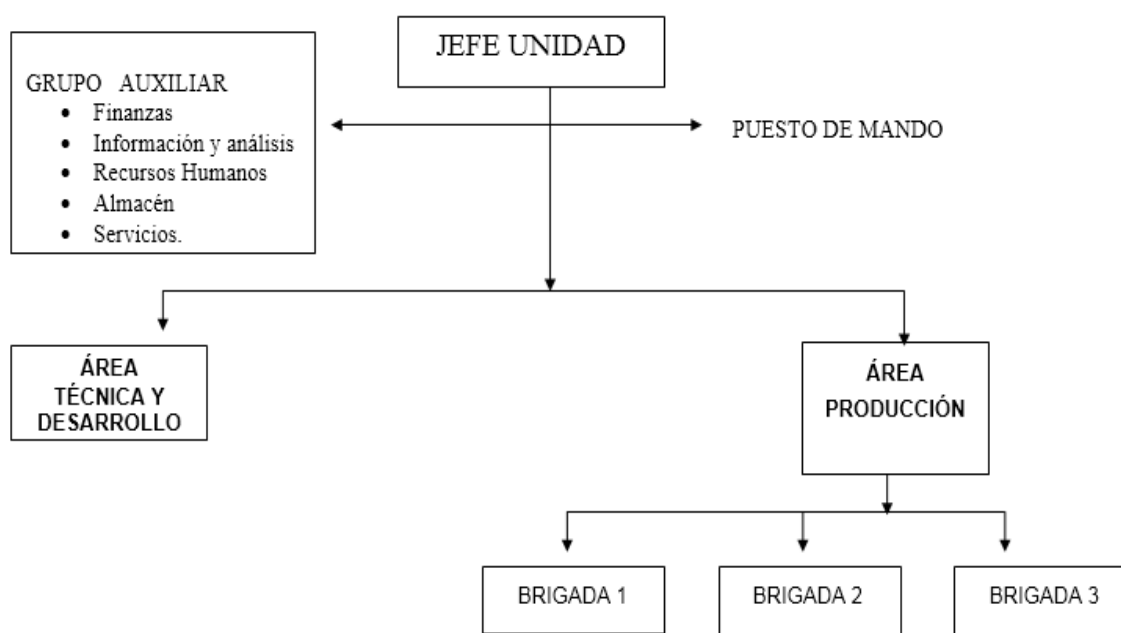 JEFE UNIDAD
GRUPO AUXILIAR
• Finanzas
• Información y análisis
• Recursos Humanos
• Almacén
• Servicios.
PUESTO DE MANDO
ÁREA
TÉCNICA Y
DESARROLLO
ÁREA
PRODUCCIÓN
BRIGADA 1
BRIGADA 2
BRIGADA 3